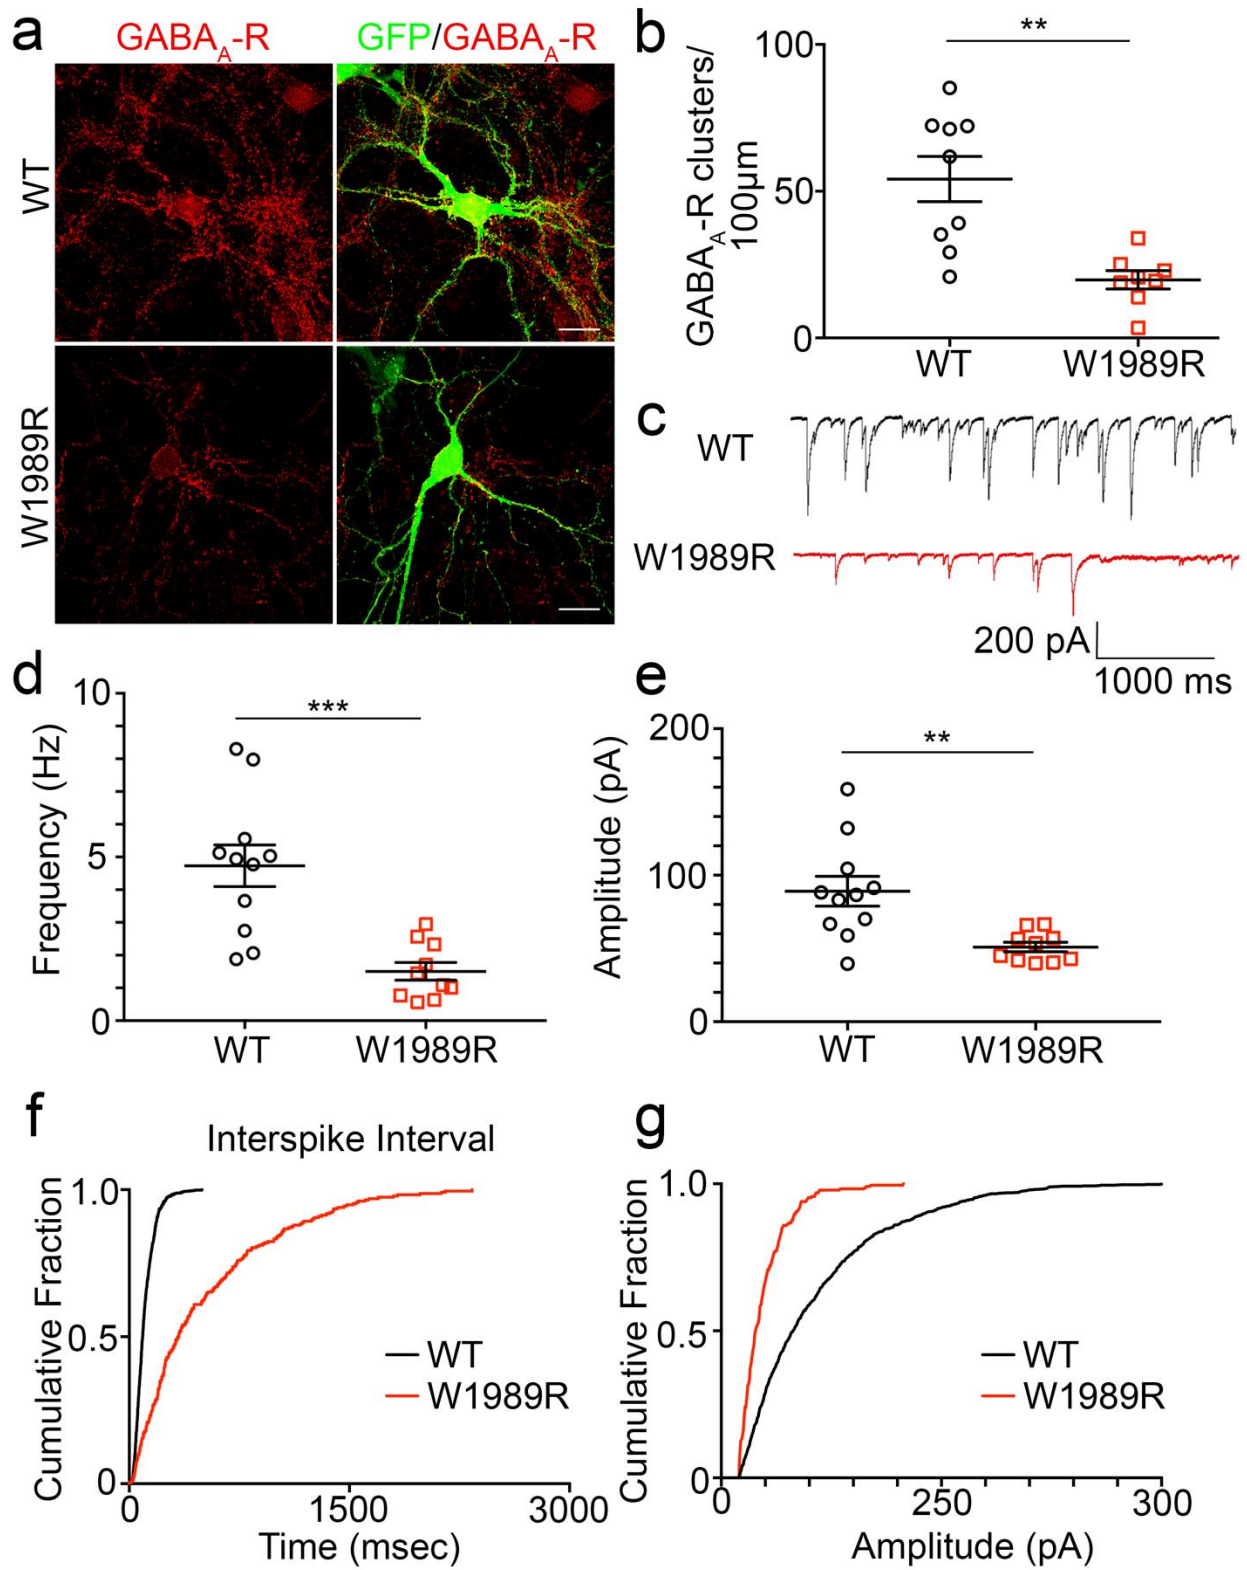 a
GABA_A-R
GFP/GABA_A-R
WT
W1989R
b
GABA_A-R clusters/
100µm
100
50
0
**
WT
W1989R
c
WT
W1989R
200 pA
1000 ms
d
Frequency (Hz)
10
5
0
***
WT
W1989R
e
Amplitude (pA)
200
100
0
**
WT
W1989R
f
Interspike Interval
Cumulative Fraction
1.0
0.5
0
WT
W1989R
0
1500
3000
Time (msec)
g
Cumulative Fraction
1.0
0.5
0
WT
W1989R
0
250
300
Amplitude (pA)